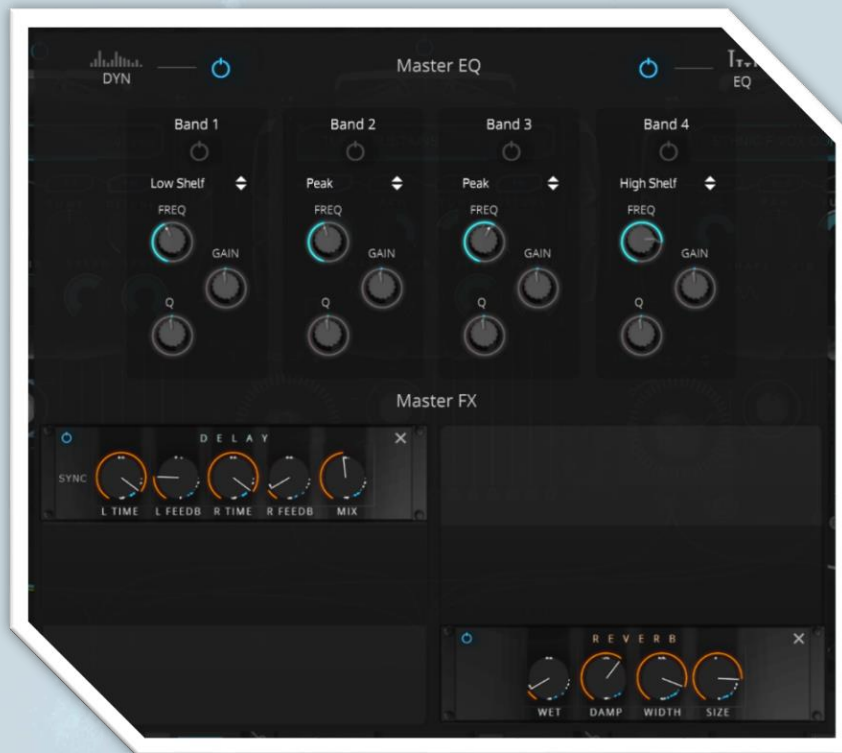 DYN
Master EQ
EQ
Band 1
Band 2
Band 3
Band 4
Low Shelf
Peak
Peak
High Shelf
FREQ
FREQ
FREQ
FREQ
GAIN
GAIN
GAIN
GAIN
Q
Q
Q
Q
Master FX
DELAY
SYNC
L TIME
L FEEDB
R TIME
R FEEDB
MIX
REVERB
WET
DAMP
WIDTH
SIZE